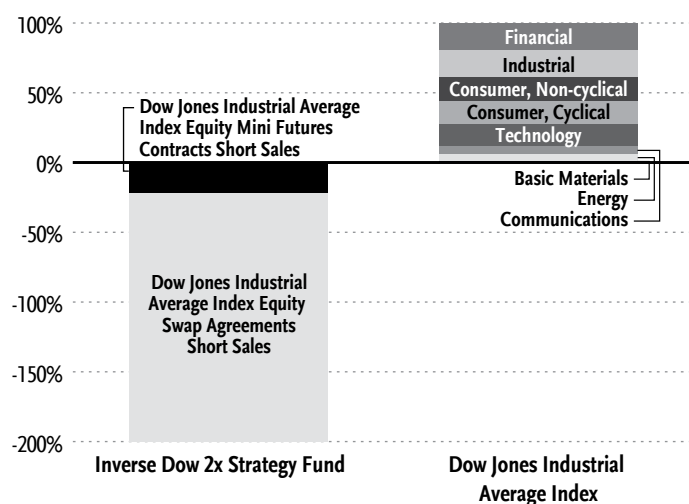 100%
50%
0%
-50%
-100%
-150%
-200%
Dow Jones Industrial Average
Index Equity Mini Futures
Contracts Short Sales
Dow Jones Industrial
Average Index Equity
Swap Agreements
Short Sales
Financial
Industrial
Consumer, Non-cyclical
Consumer, Cyclical
Technology
Basic Materials
Energy
Communications
Inverse Dow 2x Strategy Fund
Dow Jones Industrial
Average Index